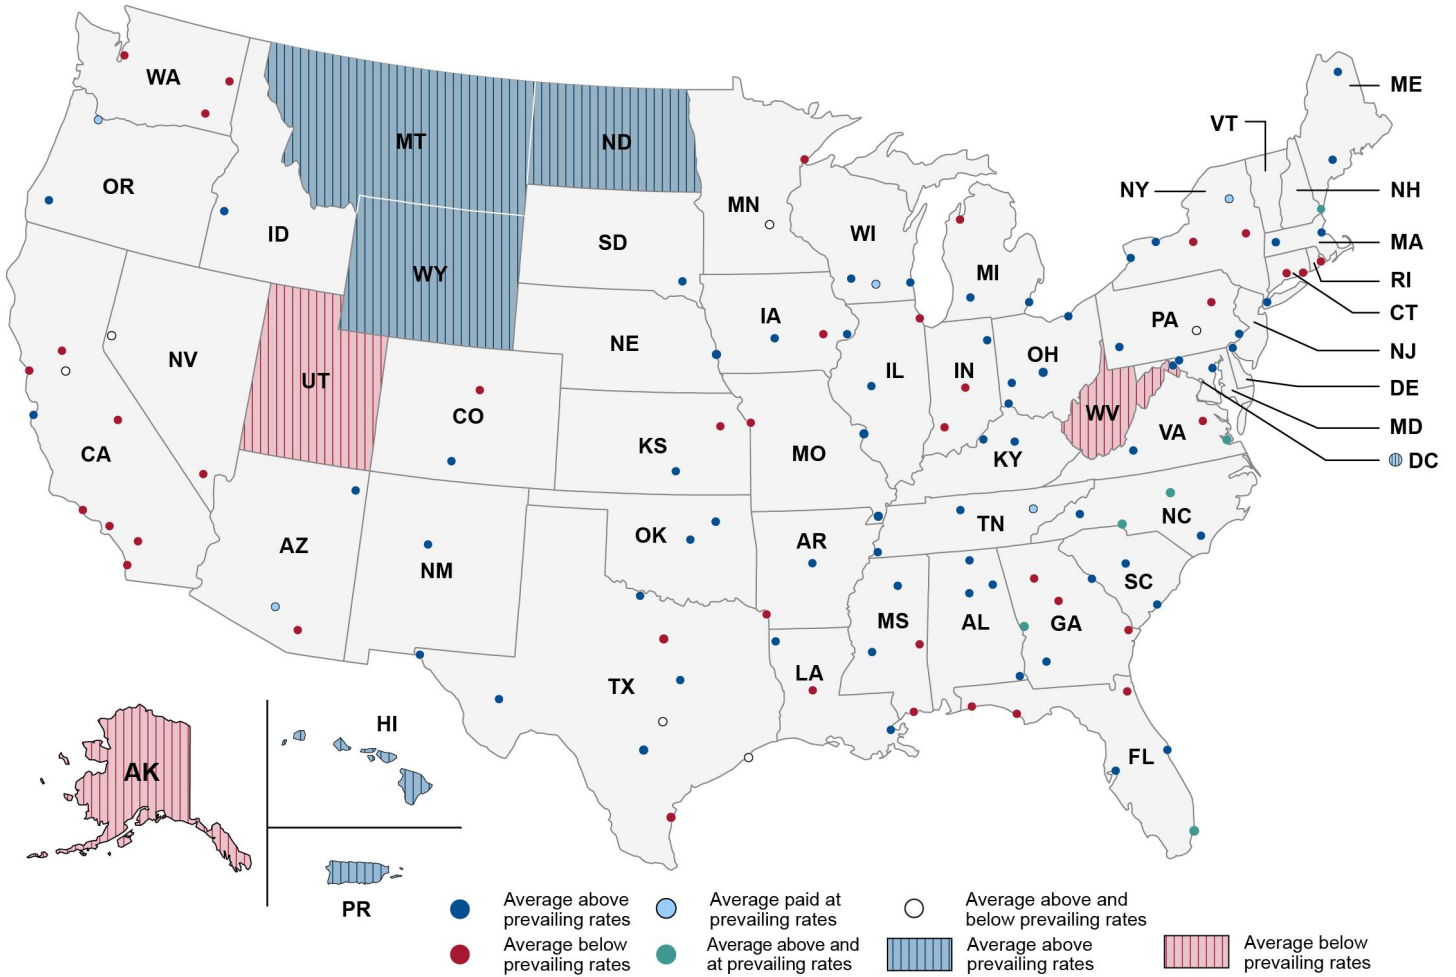 ME
WA
VT
MT
ND
OR
NY
NH
MN
ID
WI
SD
MA
WY
MI
RI
CT
IA
PA
NE
NV
OH
NJ
UT
IL
IN
DE
CO
WV
MD
VA
KS
CA
MO
KY
DC
NC
TN
OK
AR
AZ
NM
SC
MS
AL
GA
LA
TX
HI
FL
AK
PR
Average above
prevailing rates
Average paid at
prevailing rates
Average above and
below prevailing rates
Average below
prevailing rates
Average above and
at prevailing rates
Average above
prevailing rates
Average below
prevailing rates